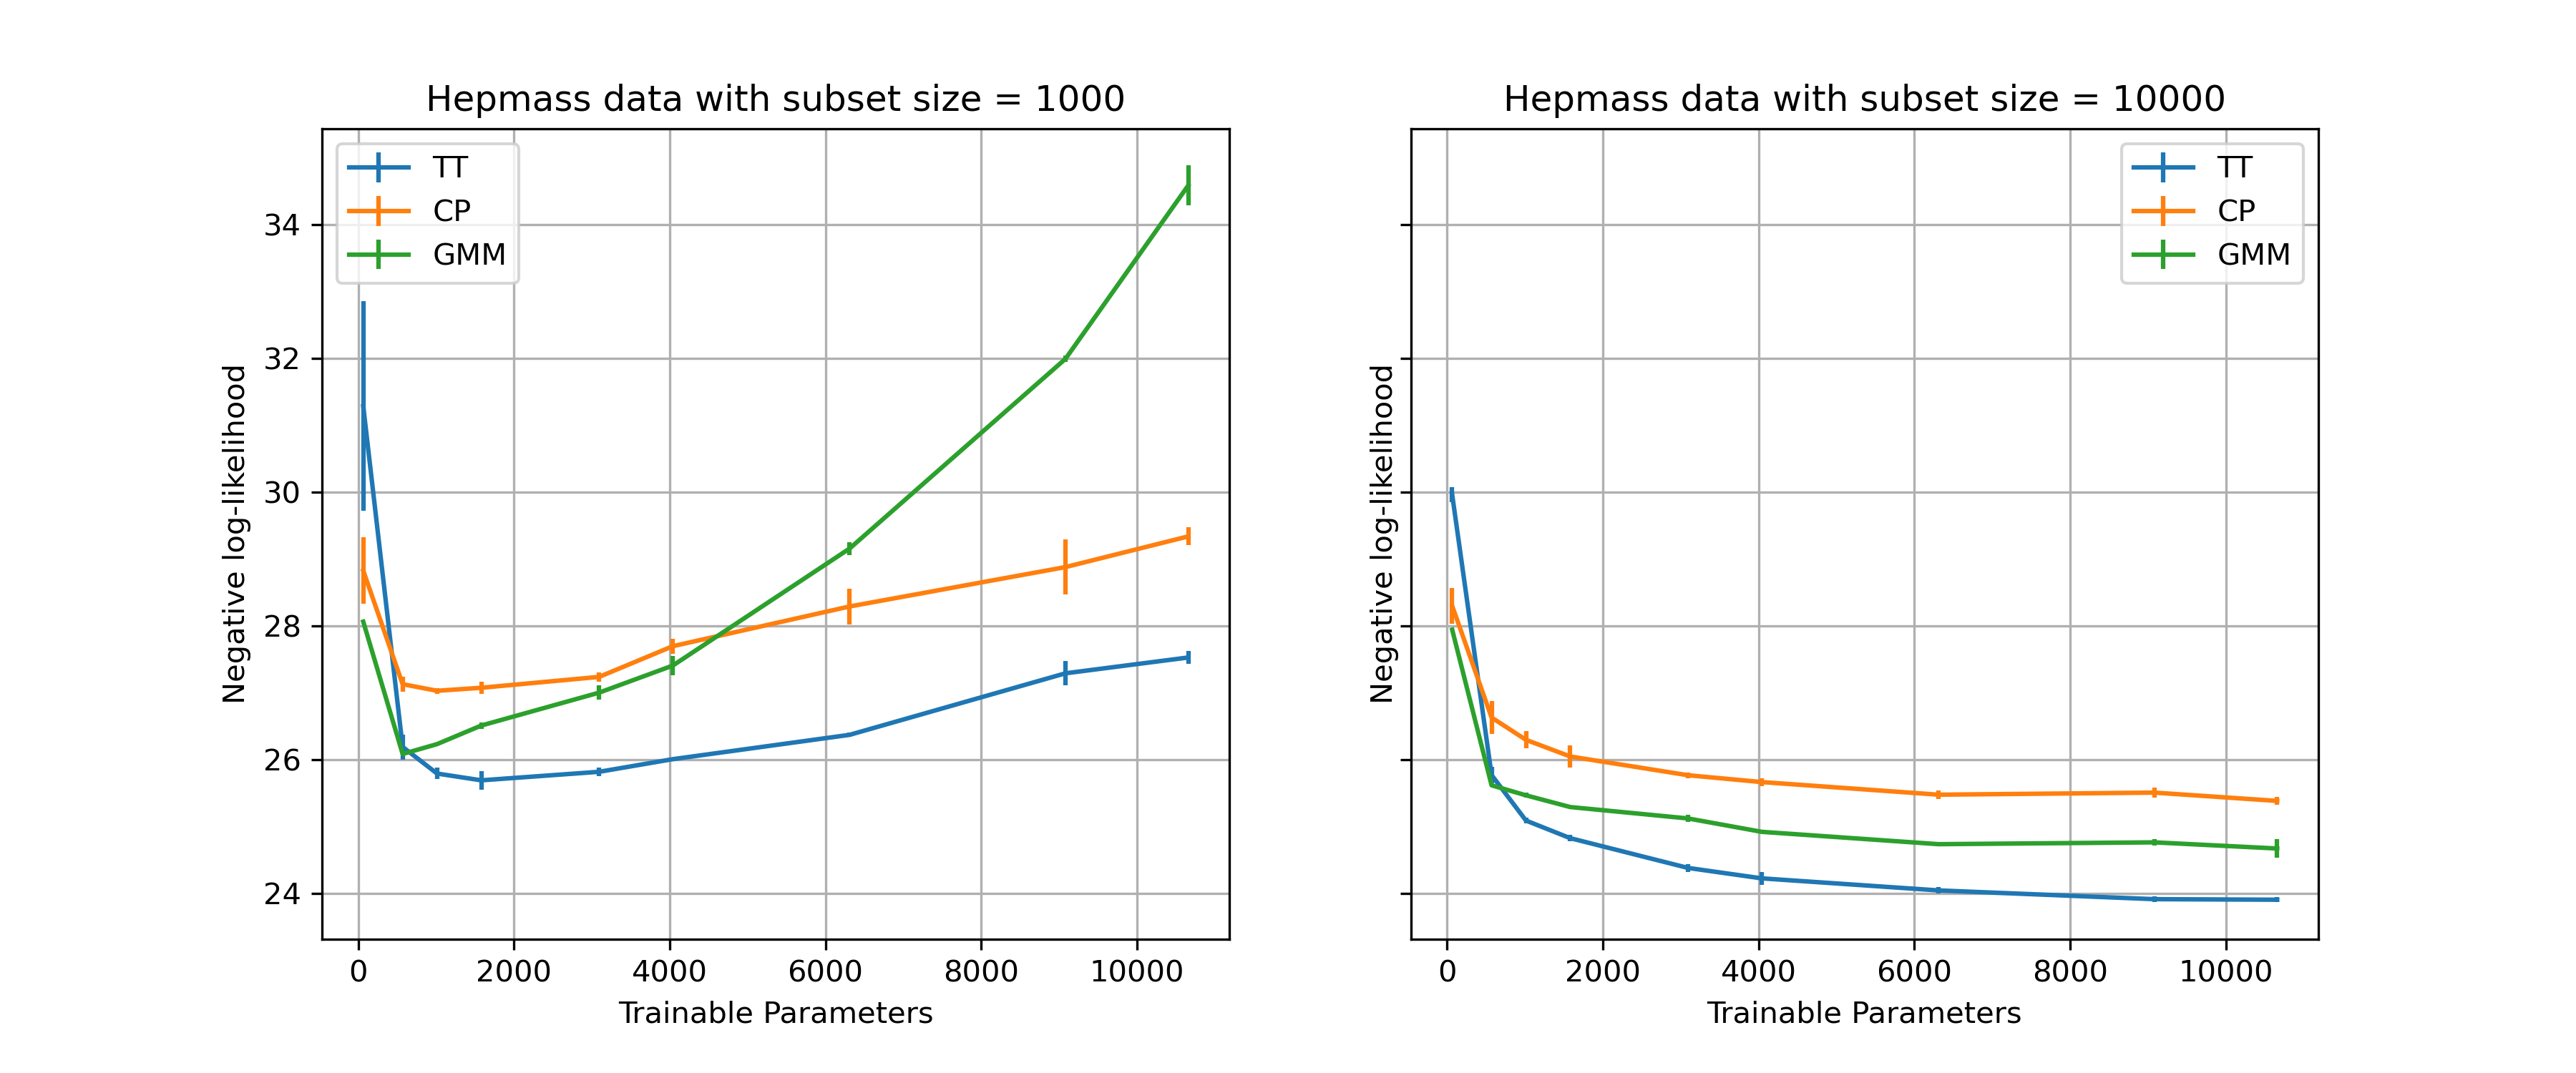 Hepmass data with subset size = 1000
TT
CP
GMM
34
32
30
28
26
24
Negative log-likelihood
0 2000 4000 6000 8000 10000
Trainable Parameters
Hepmass data with subset size = 10000
TT
CP
GMM
Negative log-likelihood
0 2000 4000 6000 8000 10000
Trainable Parameters